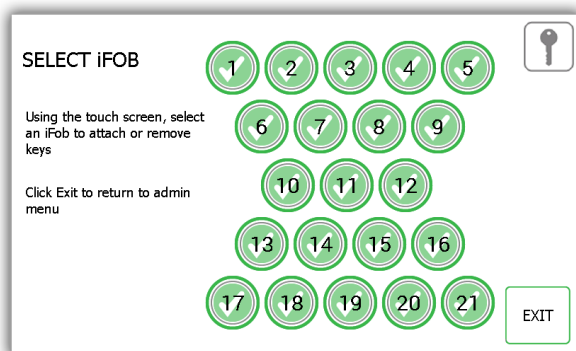 SELECT iFOB
Using the touch screen, select
an iFob to attach or remove
keys
Click Exit to return to admin
menu
1 2 3 4 5
6 7 8 9
10 11 12
13 14 15 16
17 18 19 20 21
EXIT